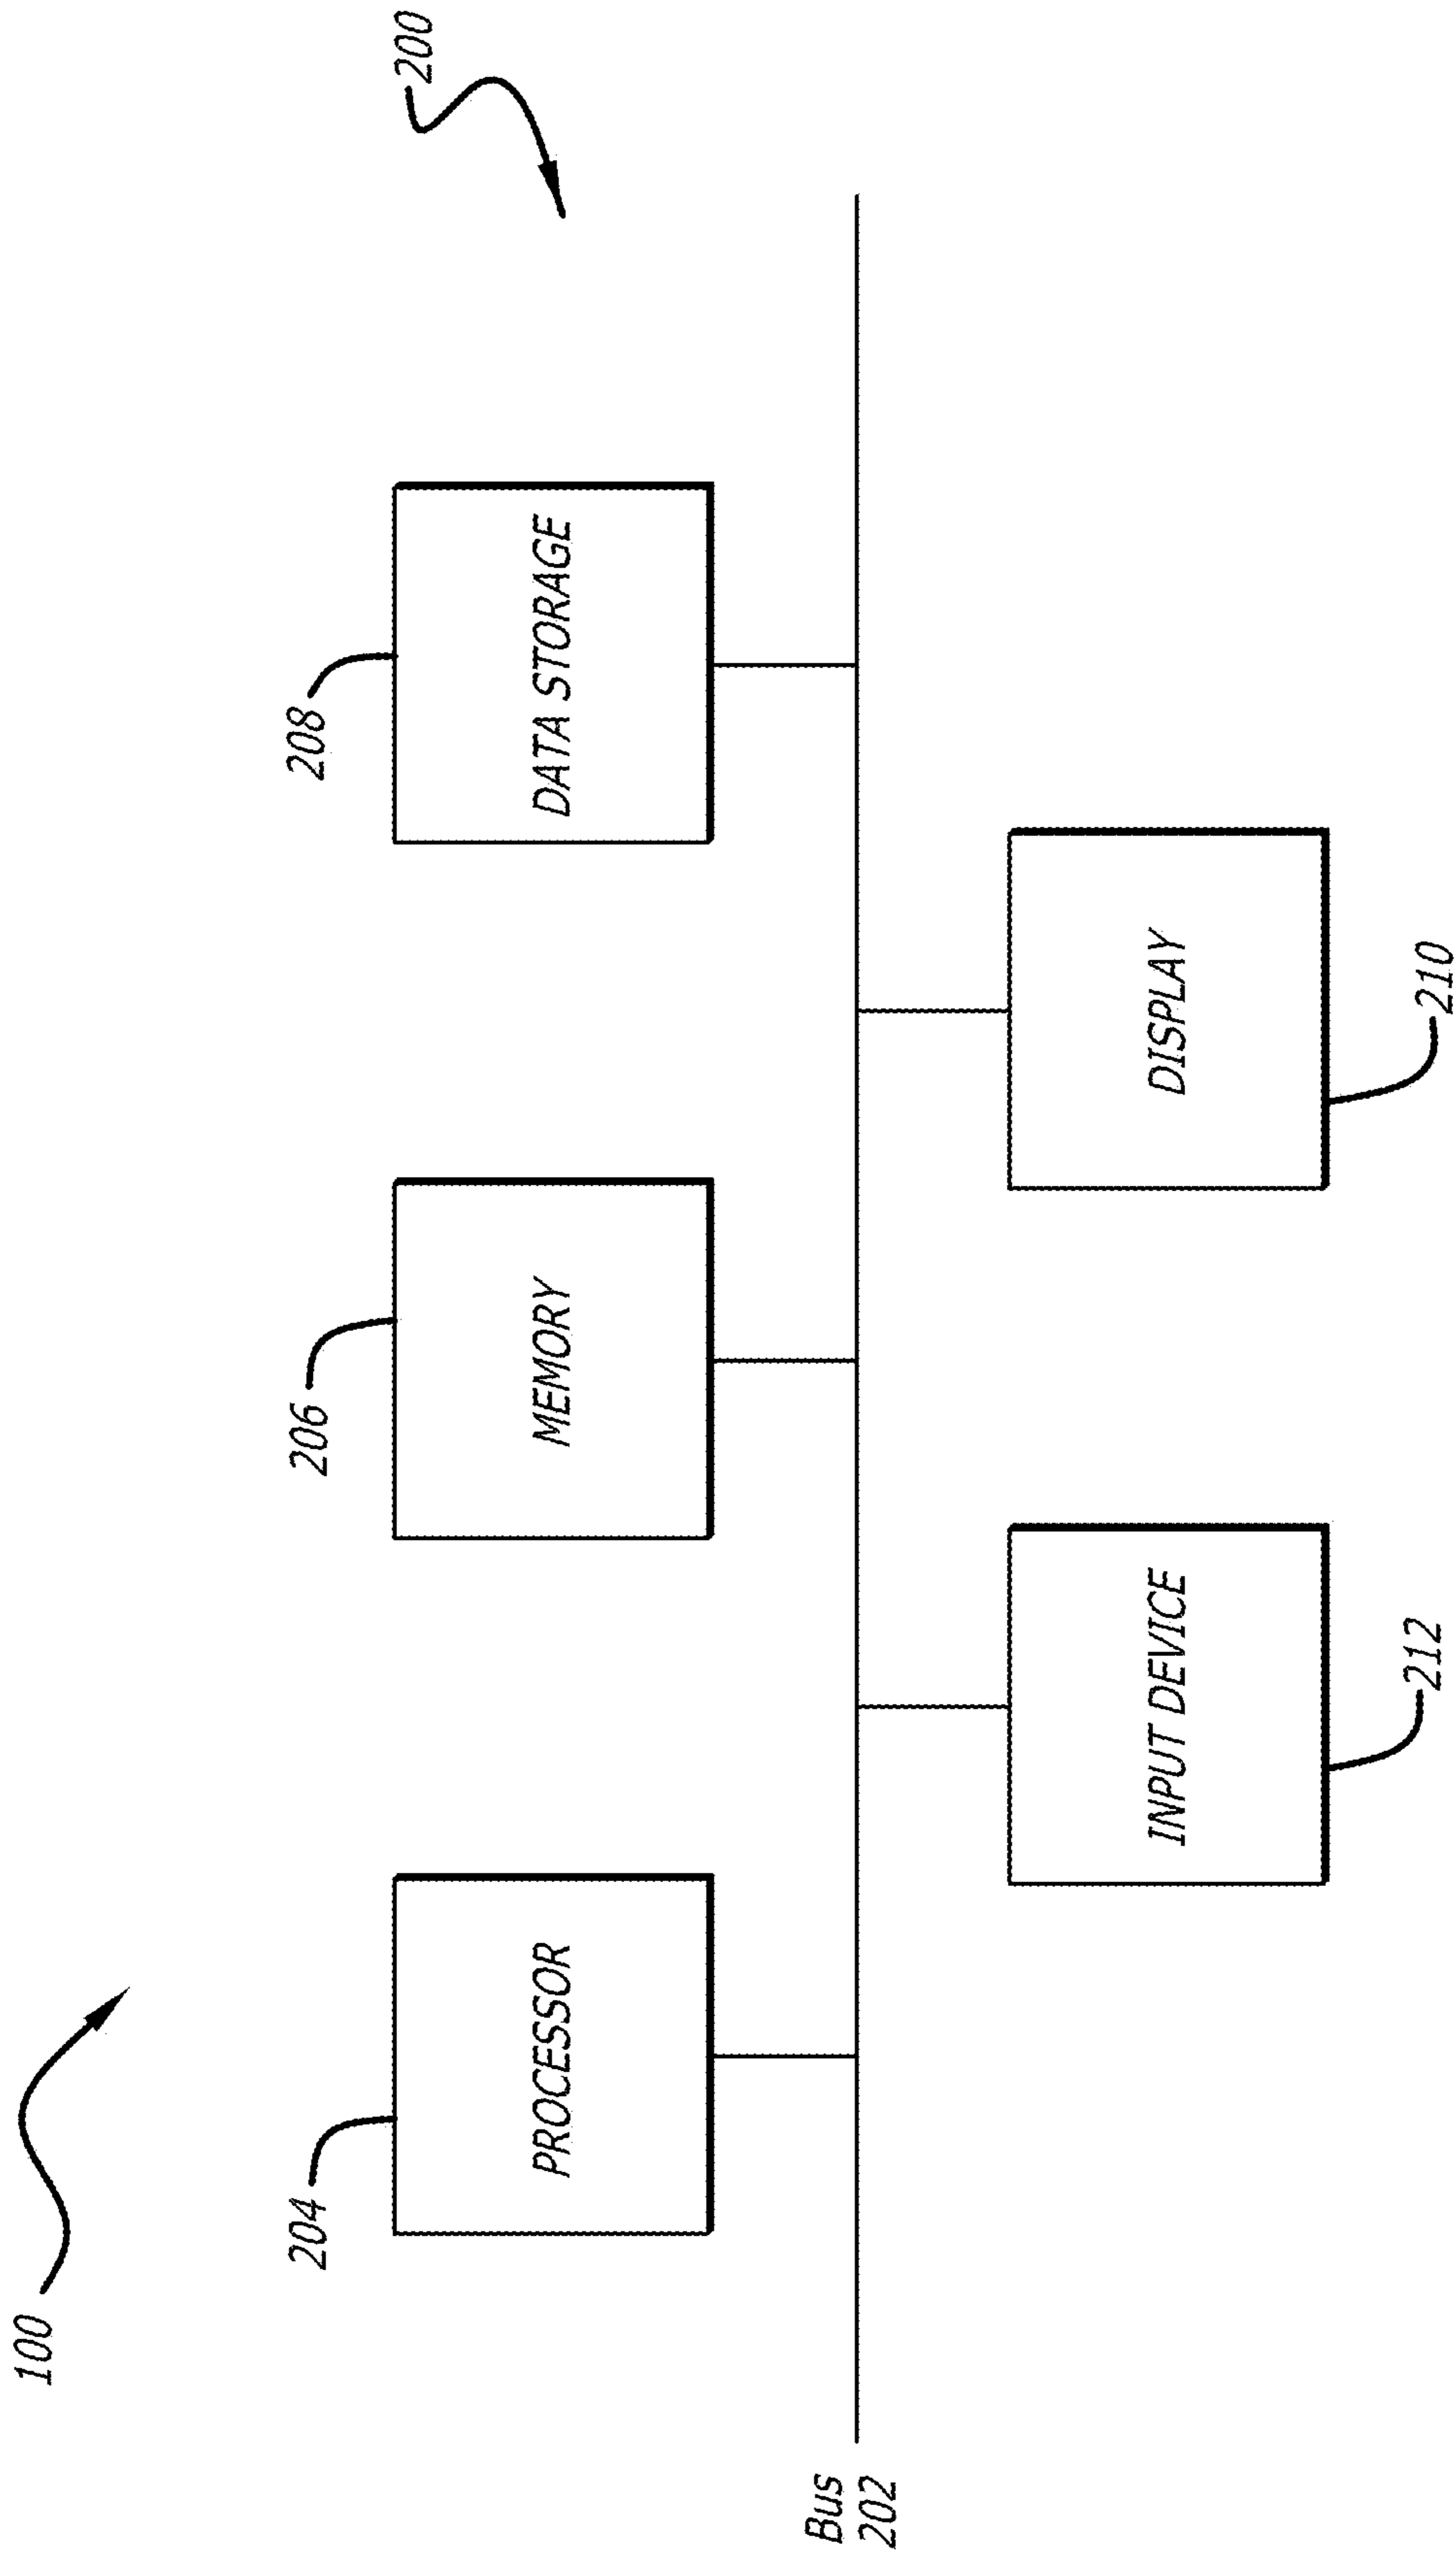 100
200
204
206
208
PROCESSOR
MEMORY
DATA STORAGE
Bus
202
INPUT DEVICE
DISPLAY
212
210